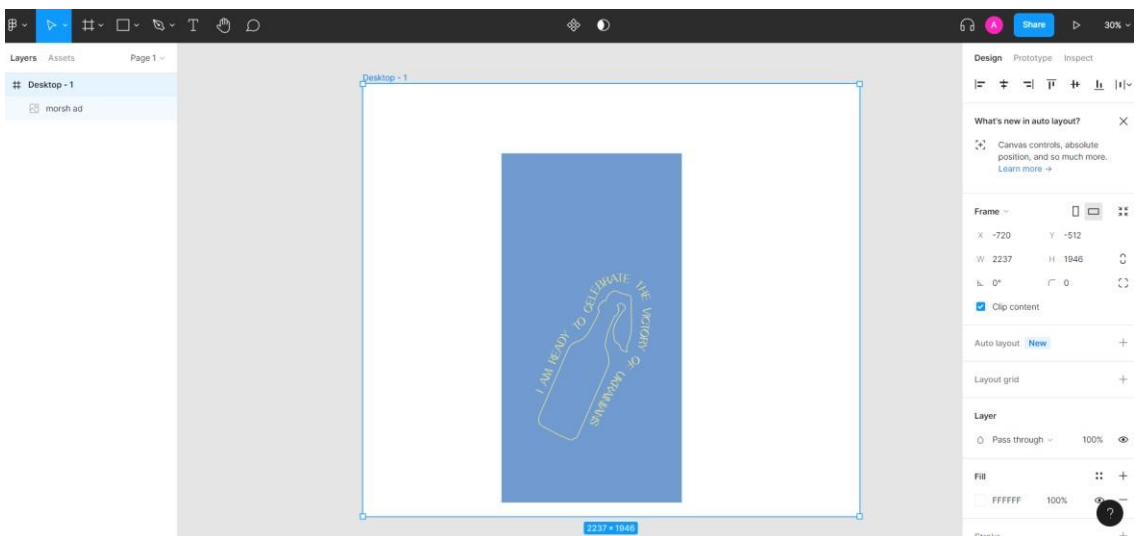 A
Share
30%
Layers Assets Page 1
Desktop - 1
morsh ad
Desktop - 1
I AM READY TO CELEBRATE THE VICTORY OF UKRAINIANS
2237 × 1946
Design Prototype Inspect
What's new in auto layout?
Canvas controls, absolute
position, and so much more.
Learn more →
Frame
X -720 Y -512
W 2237 H 1946
0° 0
Clip content
Auto layout New
Layout grid
Layer
Pass through 100%
Fill
FFFFFF 100%
?
Stroke